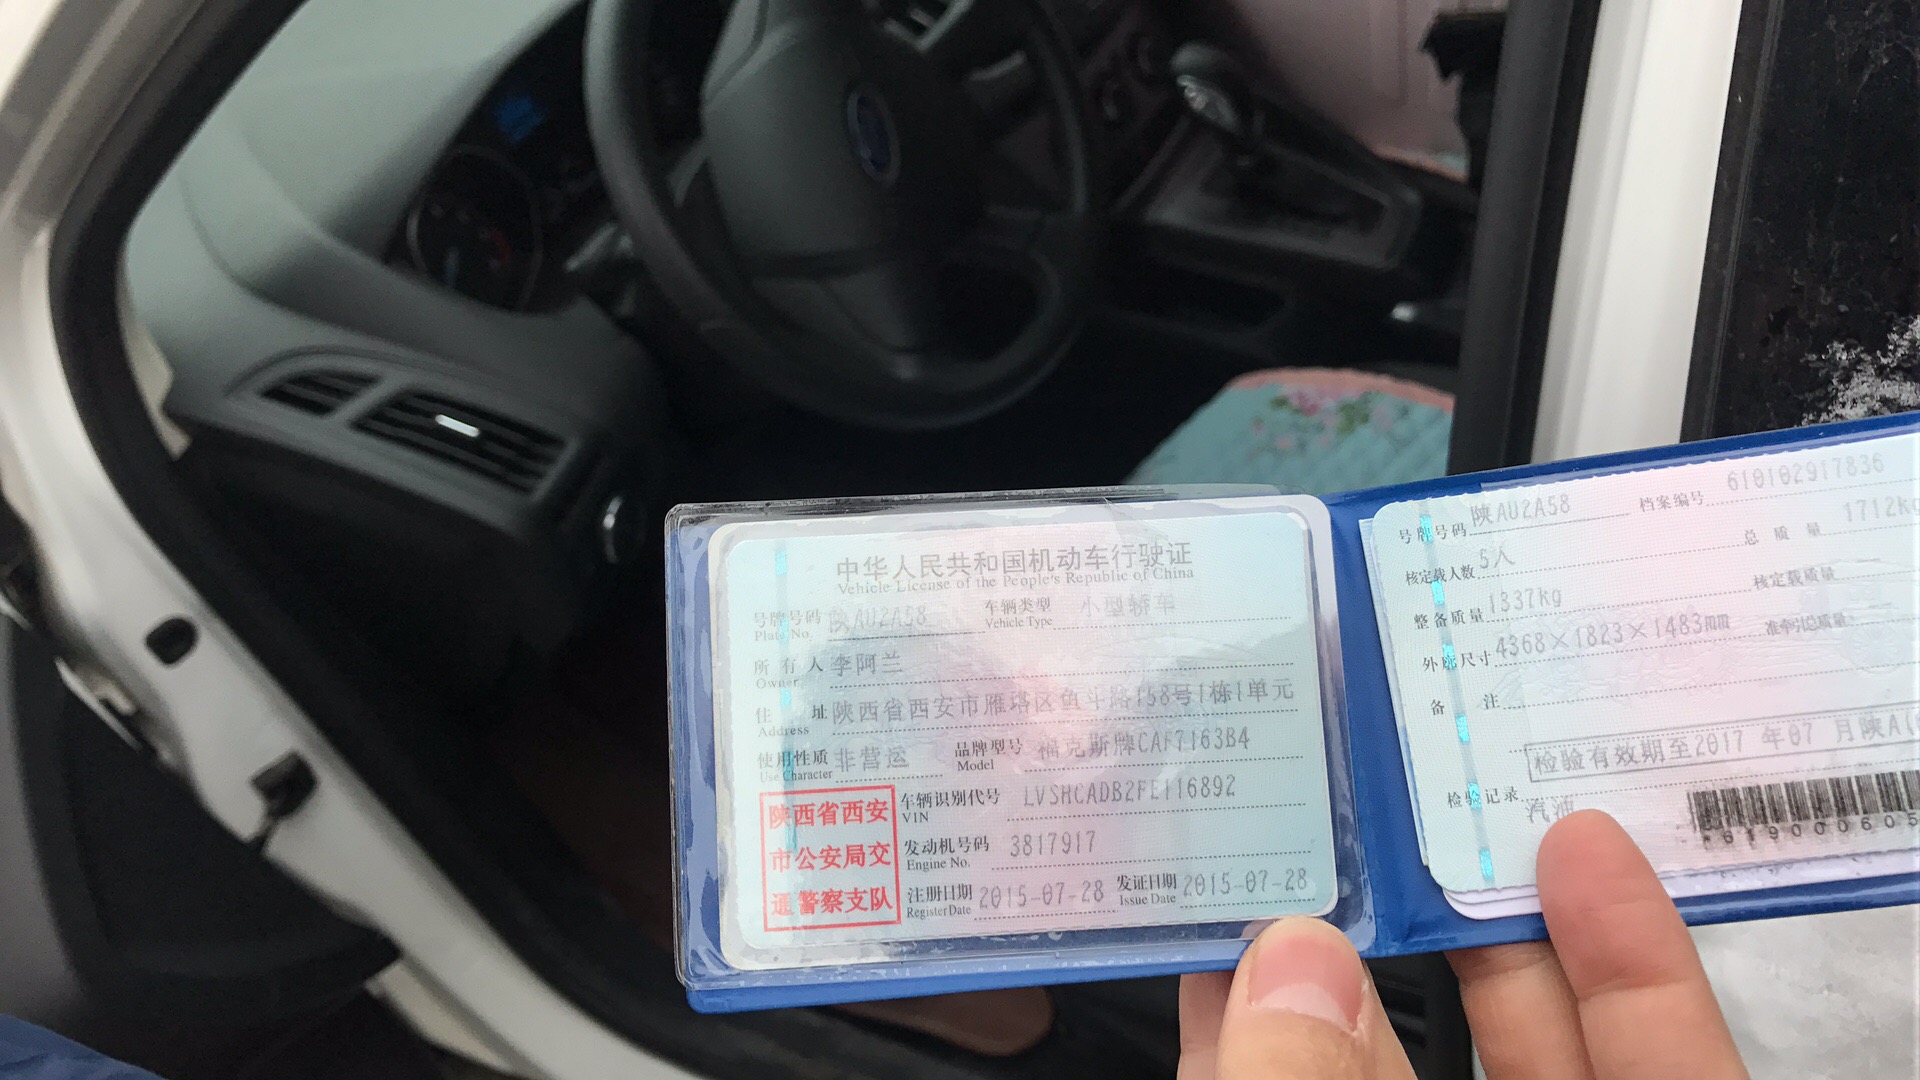 中华人民共和国机动车行驶证
Vehicle License of the People's Republic of China
号牌号码 陕AU2A58 车辆类型 小型轿车
Plate No. Vehicle Type
所有人 李阿兰
Owner
住址 陕西省西安市雁塔区鱼斗路158号1栋1单元
Address
使用性质 非营运 品牌型号 福克斯牌CAF7163B4
Use Character Model
陕西省西安
市公安局交
通警察支队
车辆识别代号 LVSHCADB2FE116892
VIN
发动机号码 3817917
Engine No.
注册日期 2015-07-28 发证日期 2015-07-28
Register Date Issue Date
号牌号码 陕AU2A58 档案编号 610102917836
核定载人数 5人 总质量 1712kg
整备质量 1337kg 核定载质量
外廓尺寸 4368×1823×1483mm 准牵引总质量
备注
检验有效期至2017 年07 月陕A(
检验记录
汽油
619000605